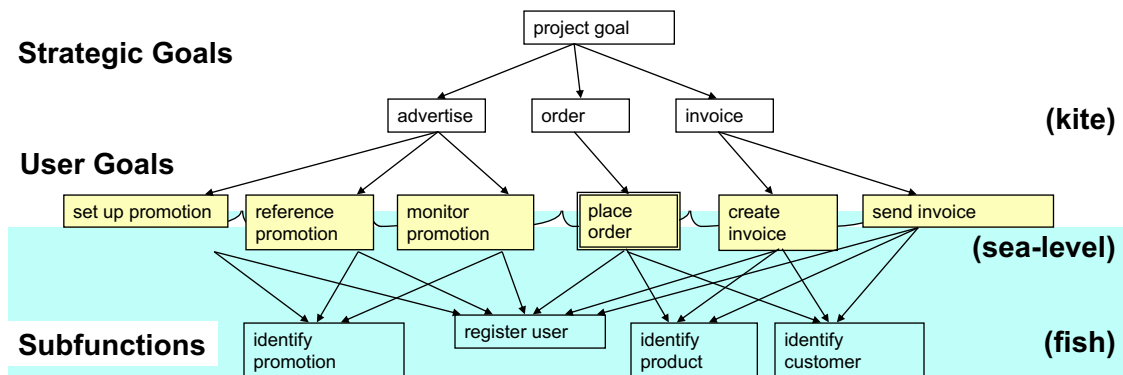 project goal
Strategic Goals
advertise
order
invoice
(kite)
User Goals
set up promotion
reference
promotion
monitor
promotion
place
order
create
invoice
send invoice
(sea-level)
Subfunctions
identify
promotion
register user
identify
product
identify
customer
(fish)